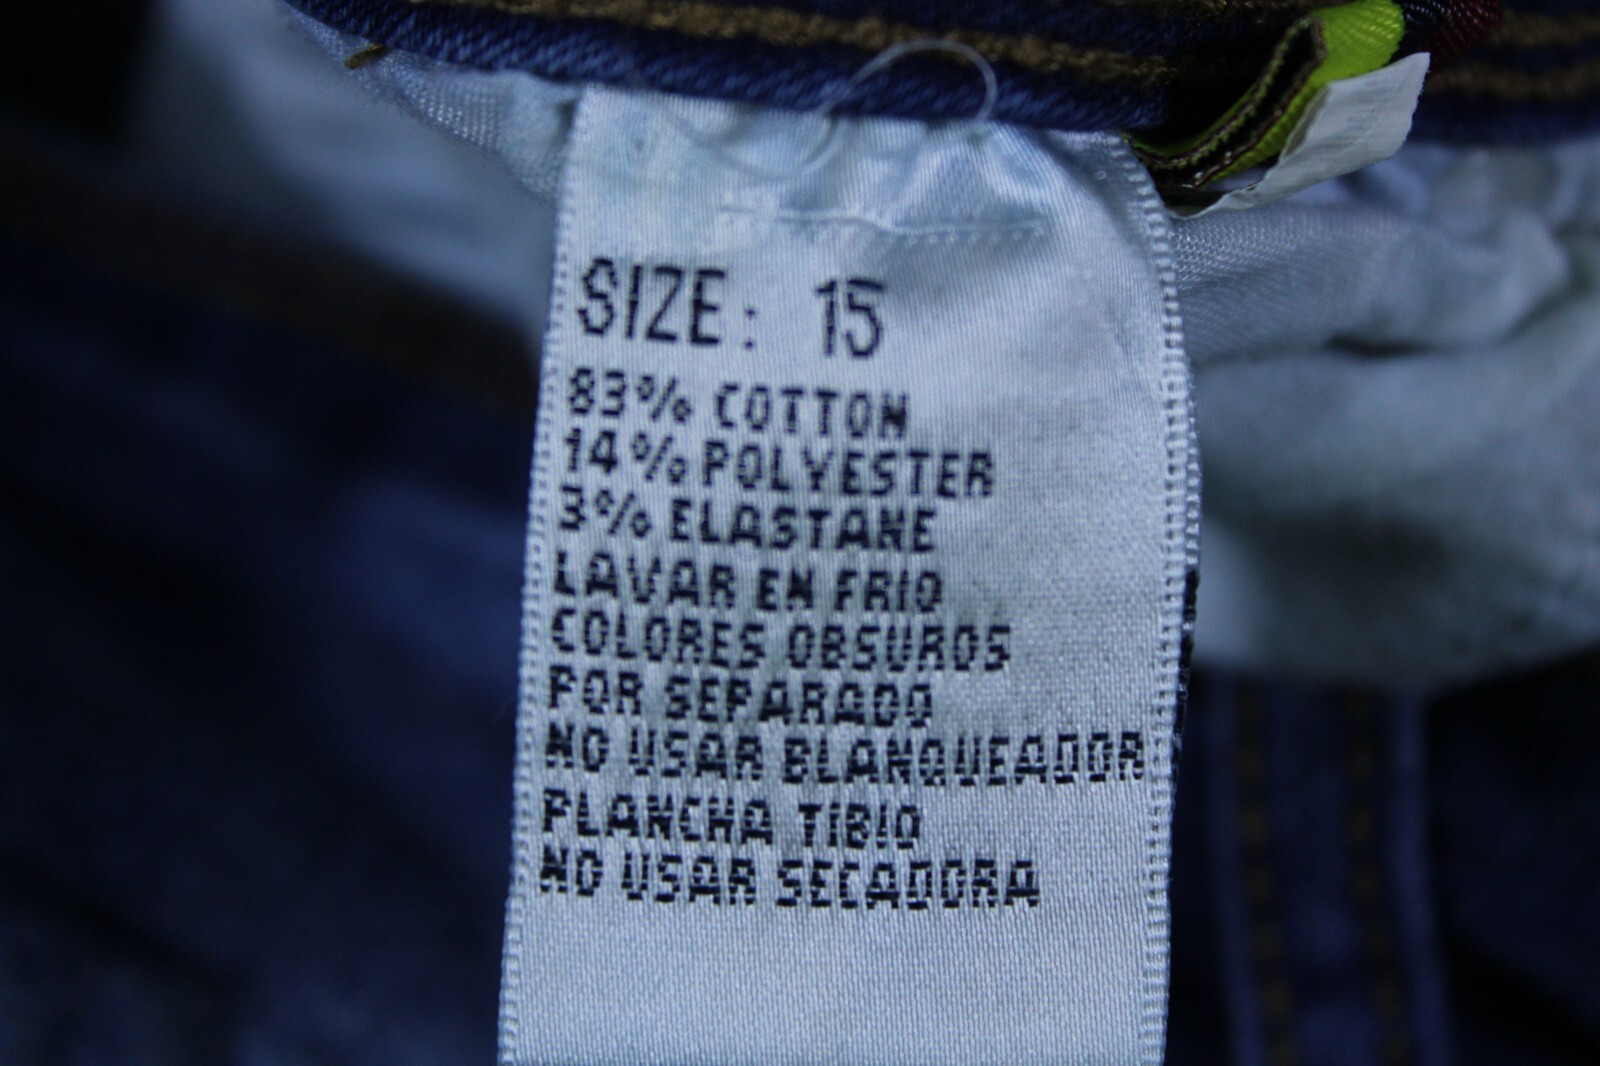 SIZE: 15
83% COTTON
14% POLYESTER
3% ELASTANE
LAVAR EN FRIO
COLORES OBSUROS
POR SEPARADO
NO USAR BLANQUEADOR
PLANCHA TIBIO
NO USAR SECADORA